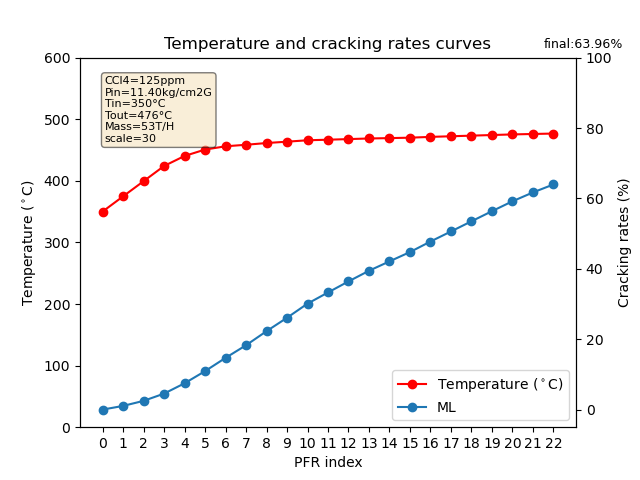 Temperature and cracking rates curves
final:63.96%
CCl4=125ppm
Pin=11.40kg/cm2G
Tin=350°C
Tout=476°C
Mass=53T/H
scale=30
Temperature (°C)
600
500
400
300
200
100
0
Cracking rates (%)
100
80
60
40
20
0
Temperature (°C)
ML
0 1 2 3 4 5 6 7 8 9 10 11 12 13 14 15 16 17 18 19 20 21 22
PFR index